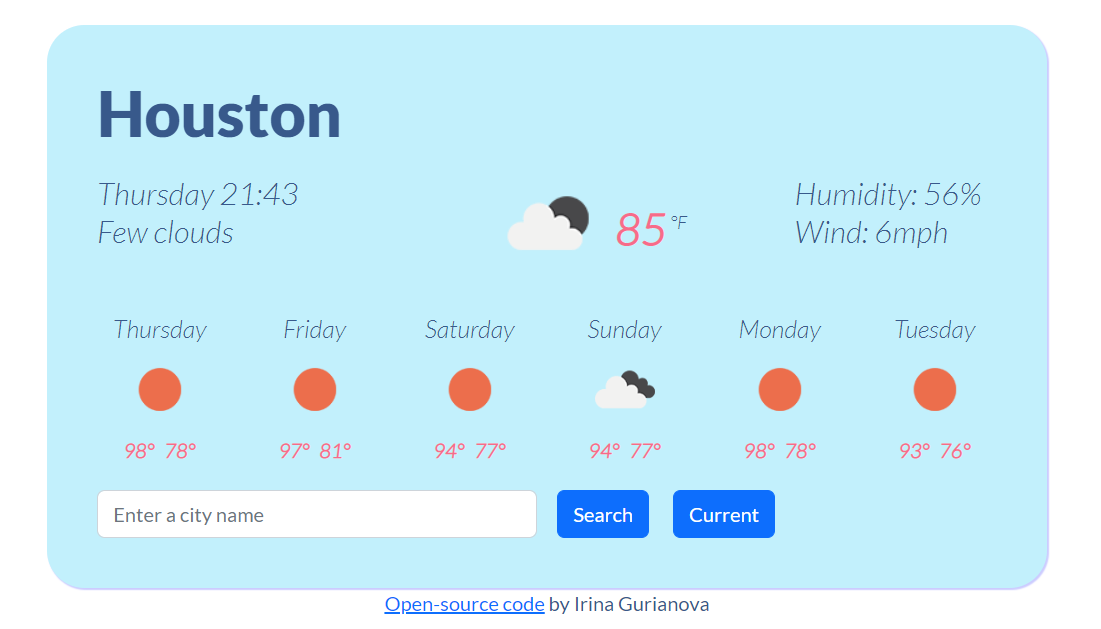 Houston
Thursday 21:43
Few clouds
85 °F
Humidity: 56%
Wind: 6mph
Thursday Friday Saturday Sunday Monday Tuesday
98° 78° 97° 81° 94° 77° 94° 77° 98° 78° 93° 76°
Enter a city name Search Current
Open-source code by Irina Gurianova